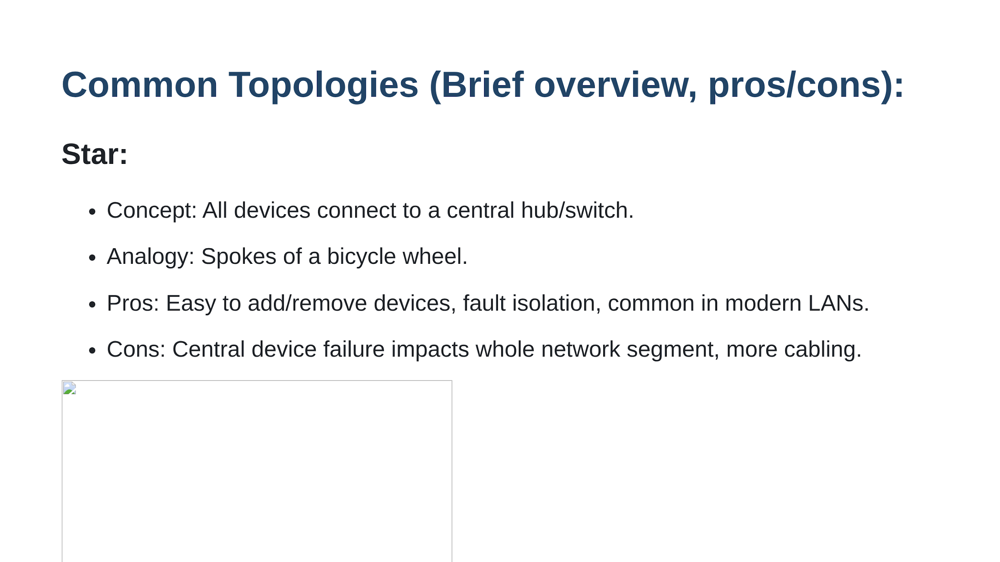 Common Topologies (Brief overview, pros/cons):
Star:
• Concept: All devices connect to a central hub/switch.
• Analogy: Spokes of a bicycle wheel.
• Pros: Easy to add/remove devices, fault isolation, common in modern LANs.
• Cons: Central device failure impacts whole network segment, more cabling.